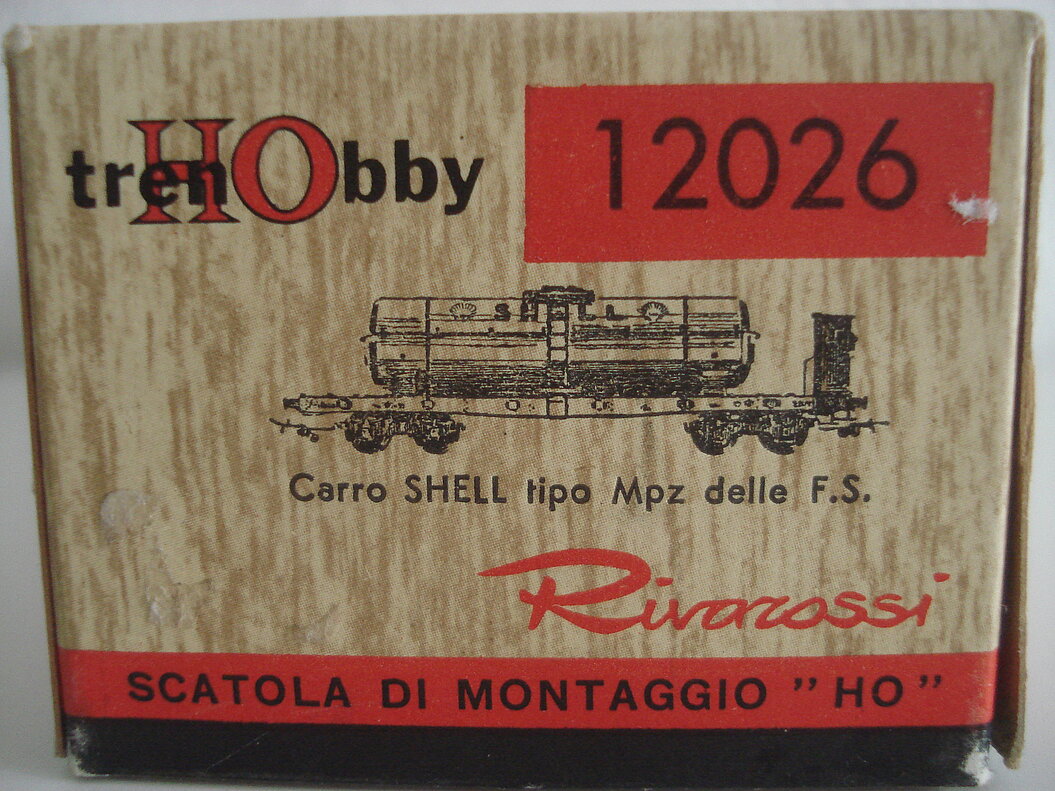 trenHObby
12026
SHELL
Carro SHELL tipo Mpz delle F.S.
Rivarossi
SCATOLA DI MONTAGGIO "HO"